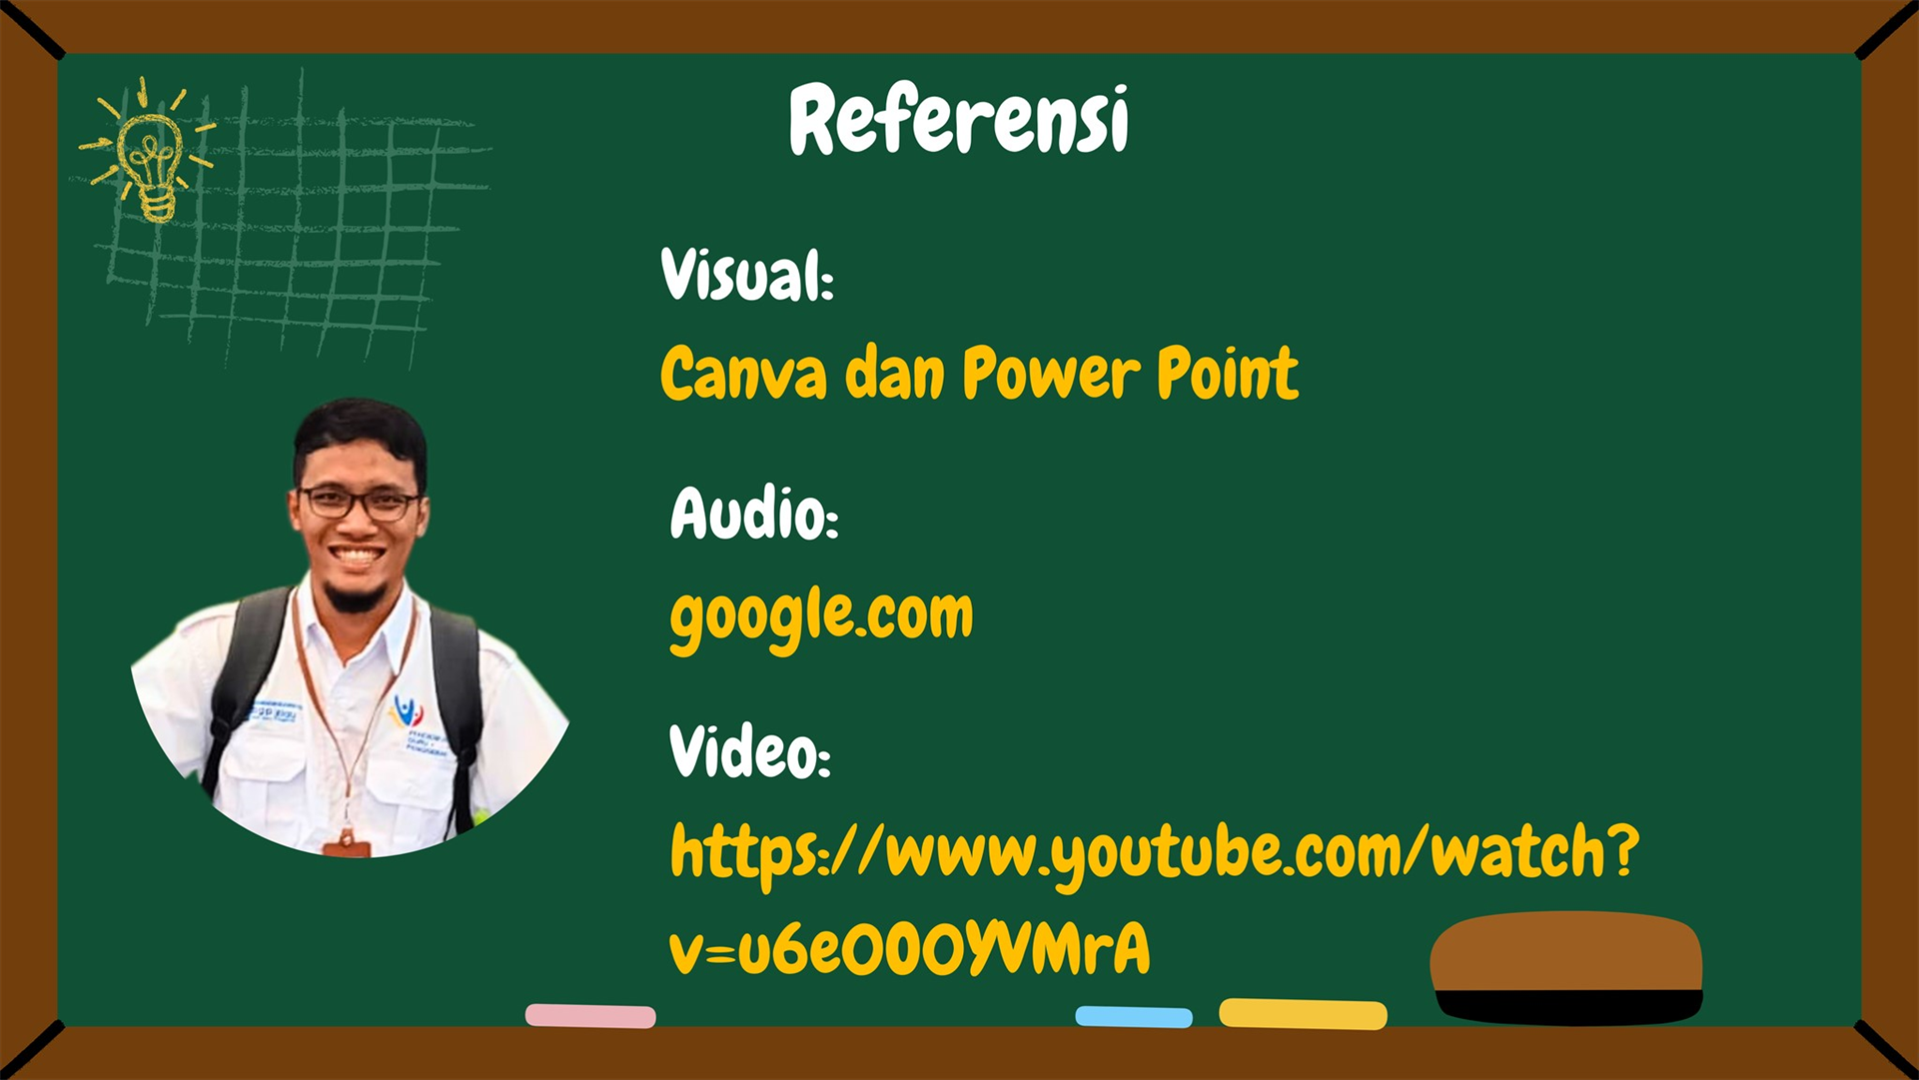 Referensi
Visual:
Canva dan Power Point
Audio:
google.com
Video:
https://www.youtube.com/watch?
v=u6eO0OYVMrA